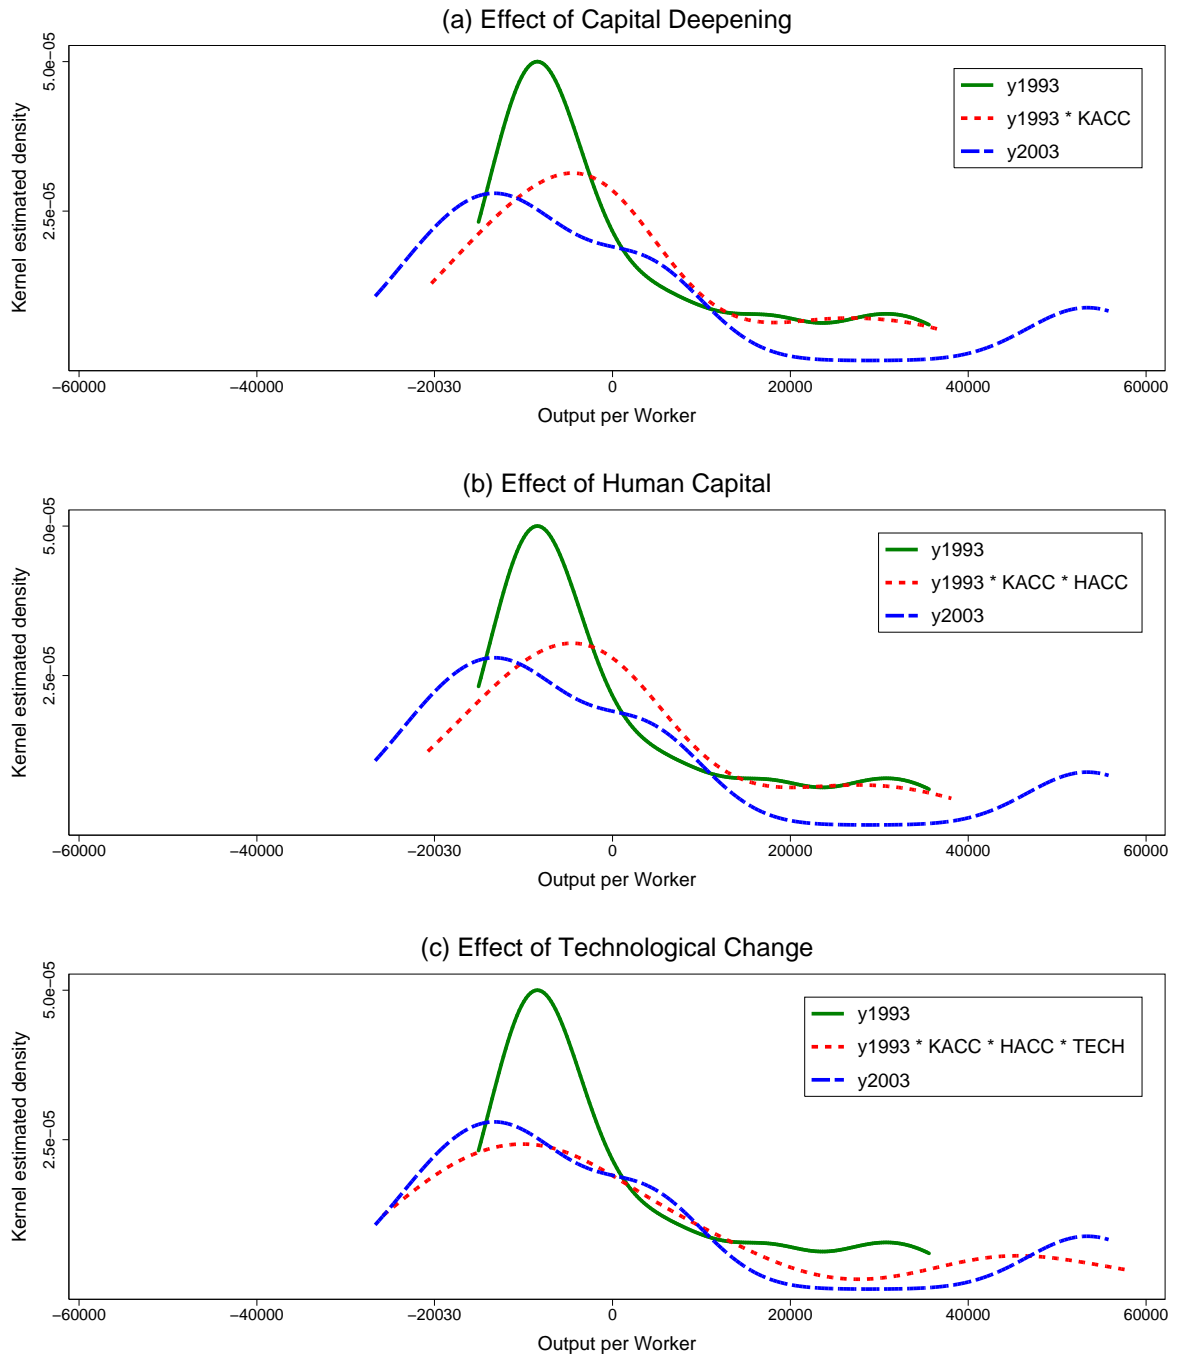 (a) Effect of Capital Deepening
Kernel estimated density
5.0e−05
2.5e−05
y1993
y1993 * KACC
y2003
−60000
−40000
−20030
0
20000
40000
60000
Output per Worker
(b) Effect of Human Capital
Kernel estimated density
5.0e−05
2.5e−05
y1993
y1993 * KACC * HACC
y2003
−60000
−40000
−20030
0
20000
40000
60000
Output per Worker
(c) Effect of Technological Change
Kernel estimated density
5.0e−05
2.5e−05
y1993
y1993 * KACC * HACC * TECH
y2003
−60000
−40000
−20030
0
20000
40000
60000
Output per Worker